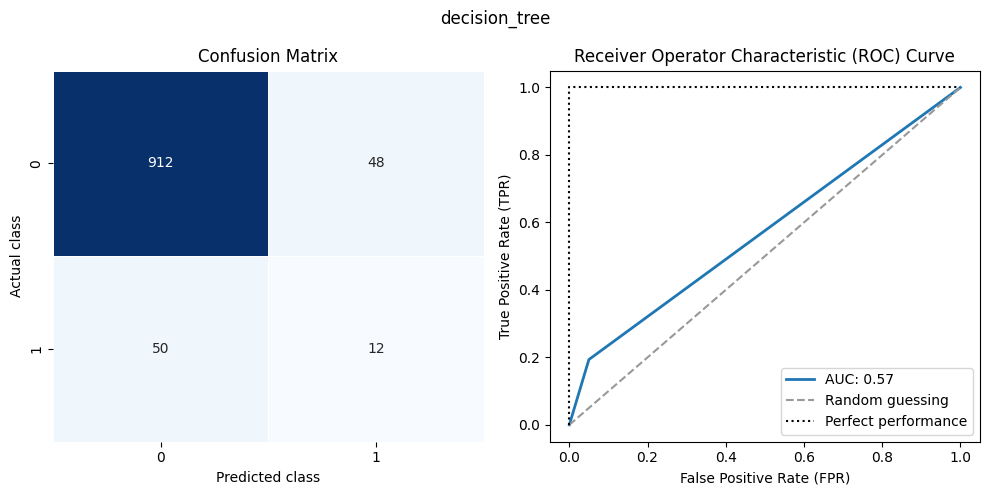 decision_tree
Confusion Matrix
Actual class
0
1
912
48
50
12
0
1
Predicted class
Receiver Operator Characteristic (ROC) Curve
True Positive Rate (TPR)
1.0
0.8
0.6
0.4
0.2
0.0
AUC: 0.57
Random guessing
Perfect performance
0.0
0.2
0.4
0.6
0.8
1.0
False Positive Rate (FPR)